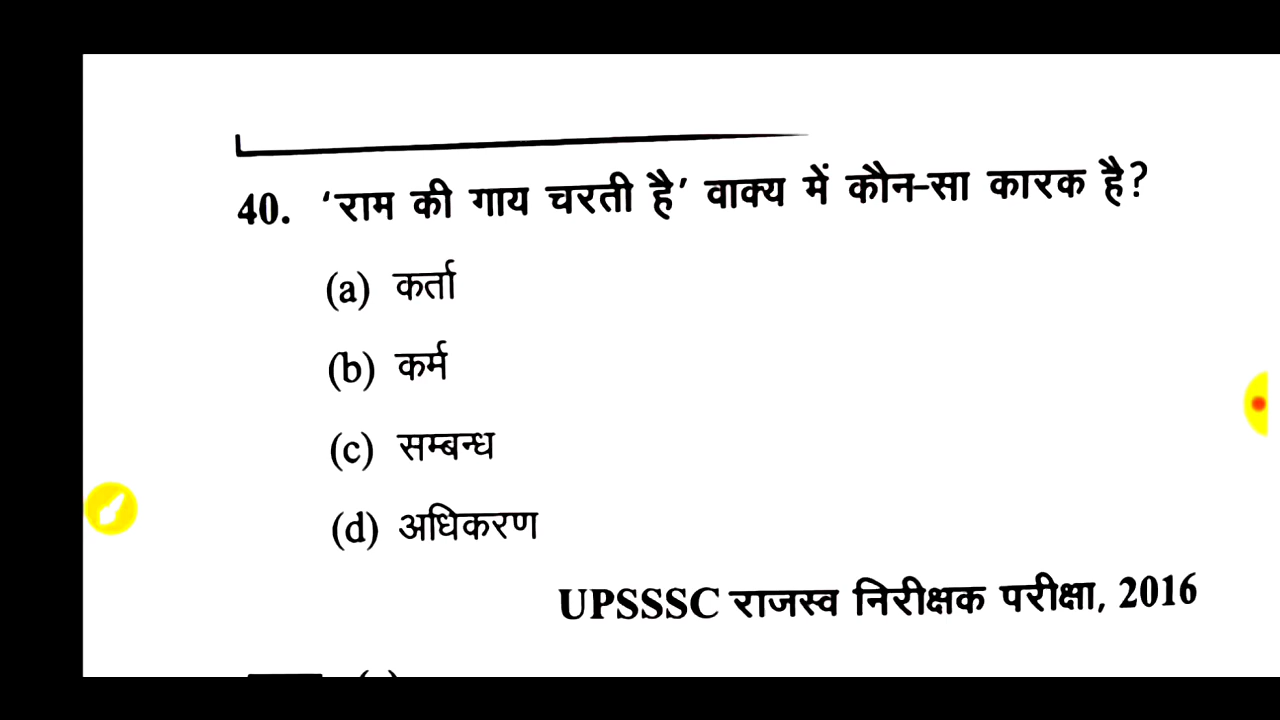 40. ‘राम की गाय चरती है’ वाक्य में कौन-सा कारक है?
(a) कर्ता
(b) कर्म
(c) सम्बन्ध
(d) अधिकरण
UPSSSC राजस्व निरीक्षक परीक्षा, 2016